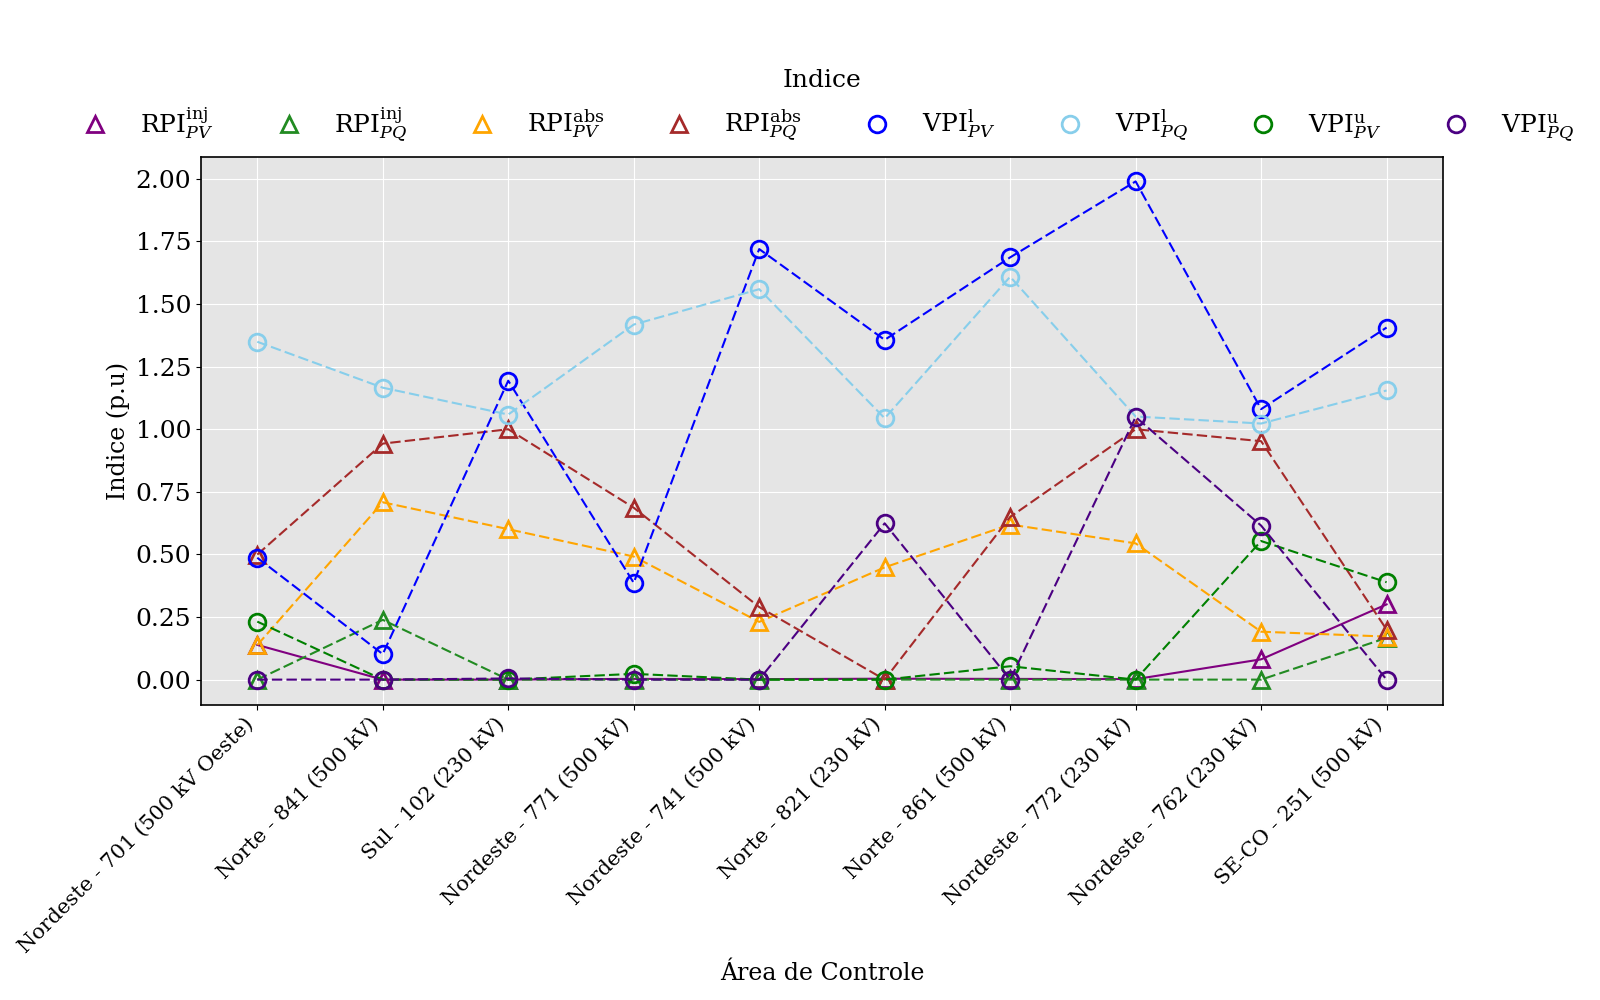 Indice
RPI inj PV RPI inj PQ RPI abs PV RPI abs PQ VPI l PV VPI l PQ VPI u PV VPI u PQ
2.00
1.75
1.50
1.25
1.00
0.75
0.50
0.25
0.00
Indice (p.u)
Nordeste - 701 (500 kV Oeste)
Norte - 841 (500 kV)
Sul - 102 (230 kV)
Nordeste - 771 (500 kV)
Nordeste - 741 (500 kV)
Norte - 821 (230 kV)
Norte - 861 (500 kV)
Nordeste - 772 (230 kV)
Nordeste - 762 (230 kV)
SE-CO - 251 (500 kV)
Área de Controle